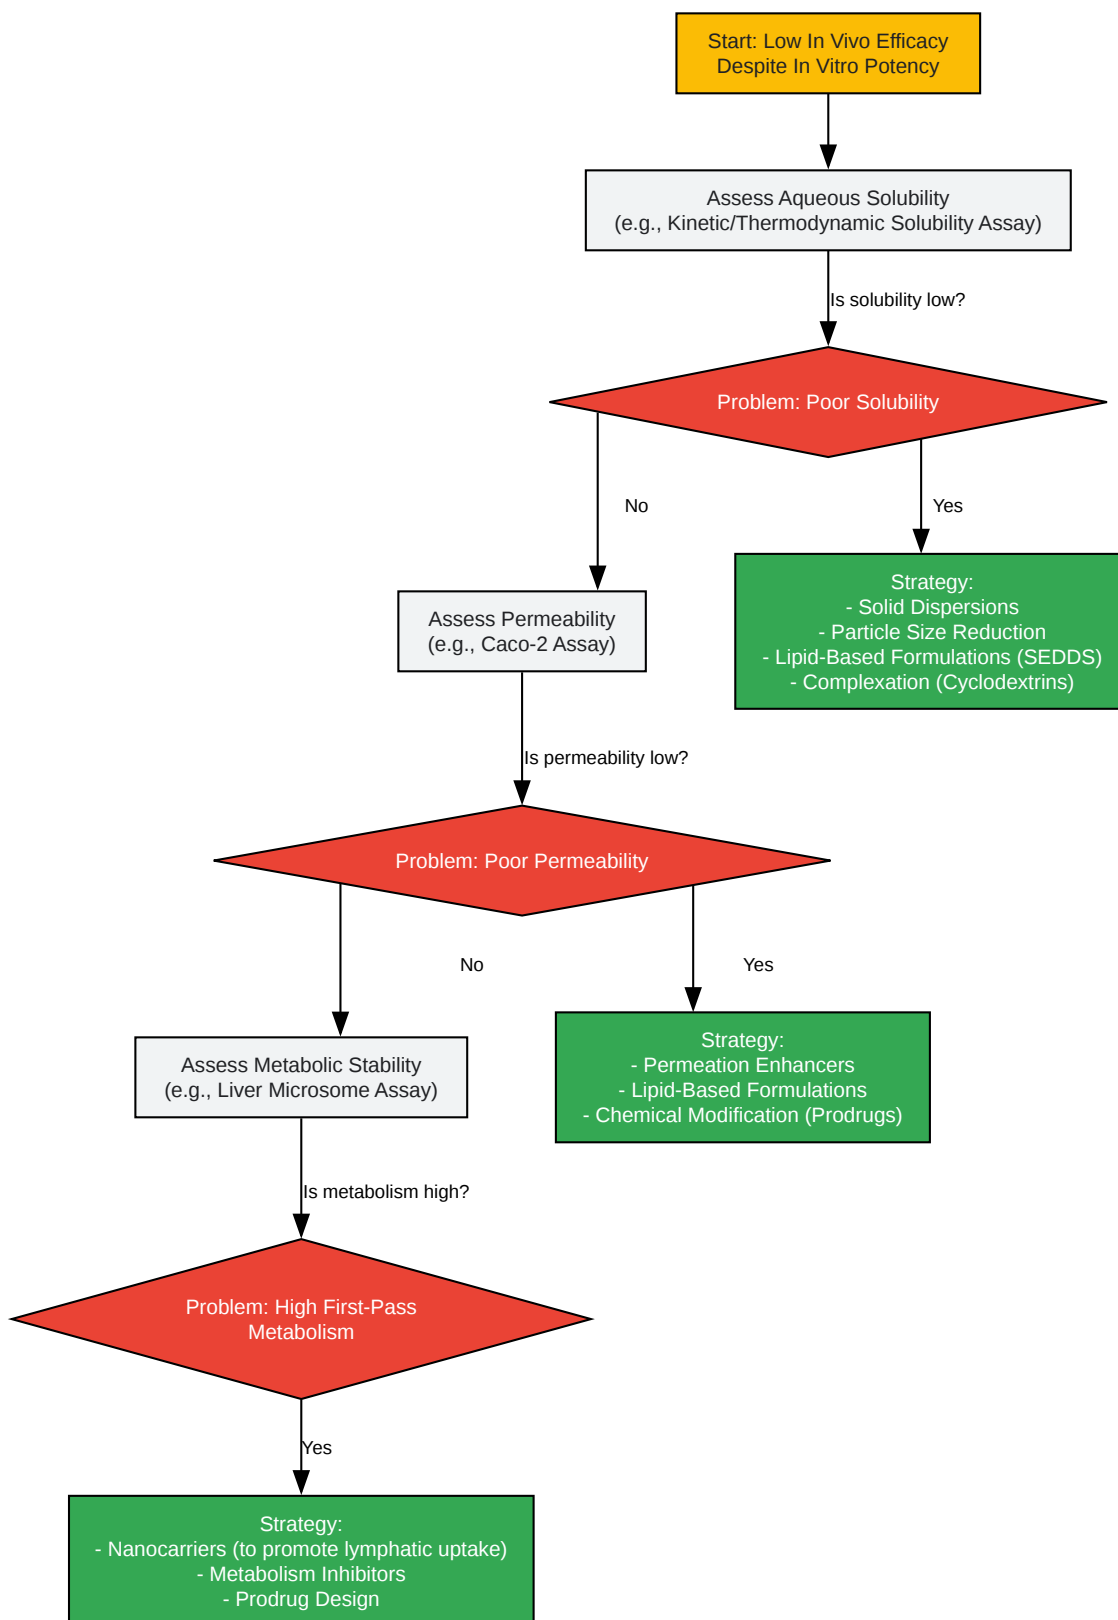 Start: Low In Vivo Efficacy
Despite In Vitro Potency
Assess Aqueous Solubility
(e.g., Kinetic/Thermodynamic Solubility Assay)
Is solubility low?
Problem: Poor Solubility
No
Yes
Strategy:
- Solid Dispersions
- Particle Size Reduction
- Lipid-Based Formulations (SEDDS)
- Complexation (Cyclodextrins)
Assess Permeability
(e.g., Caco-2 Assay)
Is permeability low?
Problem: Poor Permeability
No
Yes
Strategy:
- Permeation Enhancers
- Lipid-Based Formulations
- Chemical Modification (Prodrugs)
Assess Metabolic Stability
(e.g., Liver Microsome Assay)
Is metabolism high?
Problem: High First-Pass
Metabolism
Yes
Strategy:
- Nanocarriers (to promote lymphatic uptake)
- Metabolism Inhibitors
- Prodrug Design